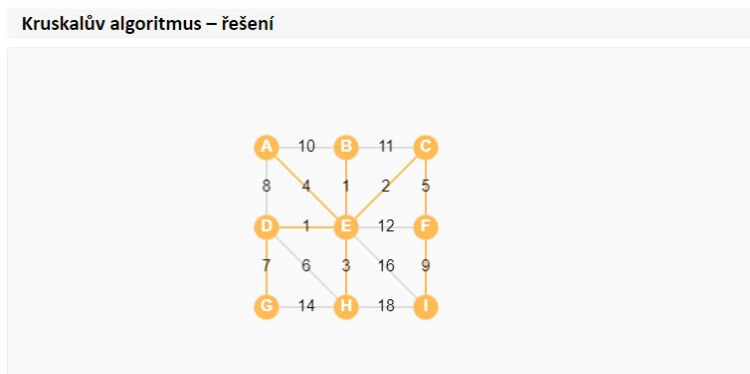 Kruskalův algoritmus – řešení
A 10 B 11 C
8 4 1 2 5
D 1 E 12 F
7 6 3 16 9
G 14 H 18 I